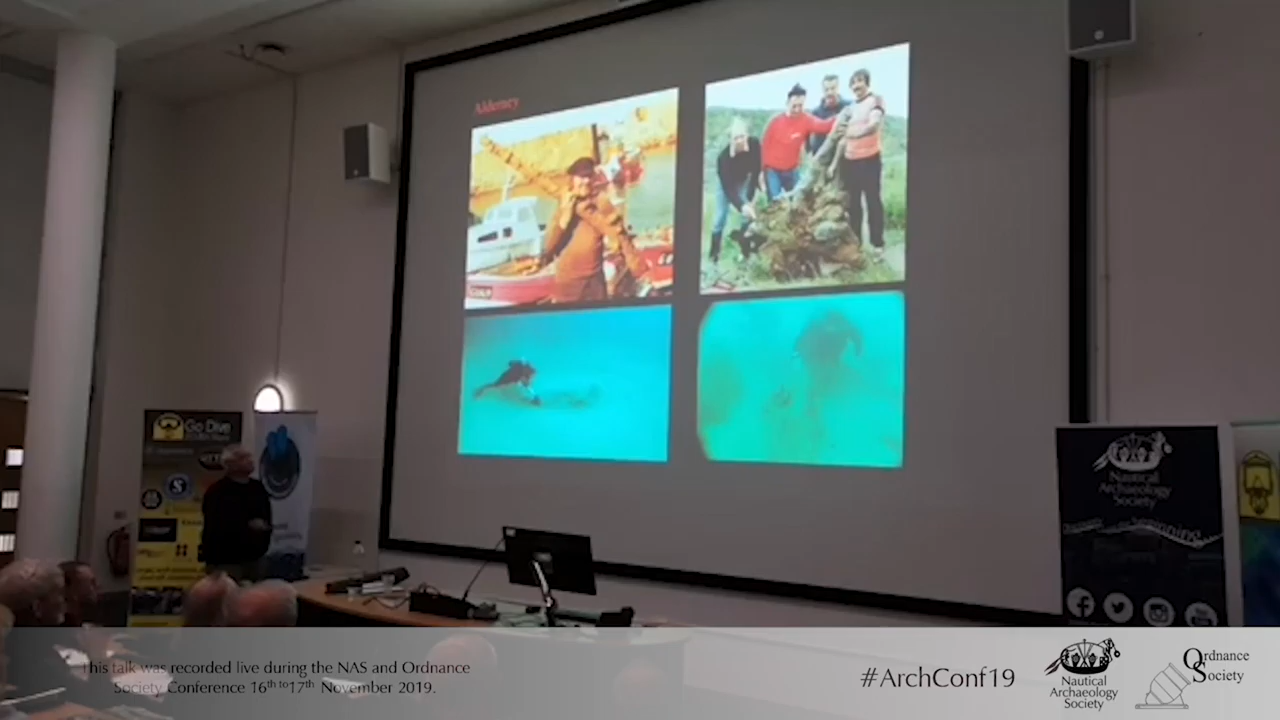 Alderney
Go Dive
Nautical
Archaeology
Society
beginning
This talk was recorded live during the NAS and Ordnance
Society Conference 16th to 17th November 2019.
#ArchConf19
Nautical
Archaeology
Society
Ordnance
Society